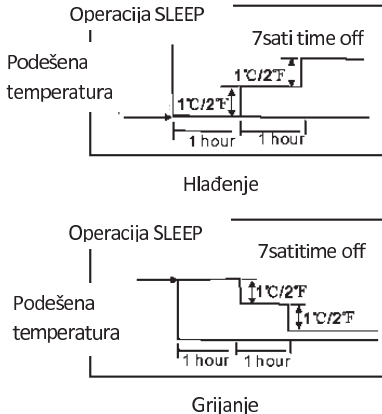 Operacija SLEEP
7sati time off
Podešena
temperatura
1℃/2℉
1℃/2℉
1 hour
1 hour
Hlađenje
Operacija SLEEP
7satitime off
Podešena
temperatura
1℃/2℉
1℃/2℉
1 hour
1 hour
Grijanje